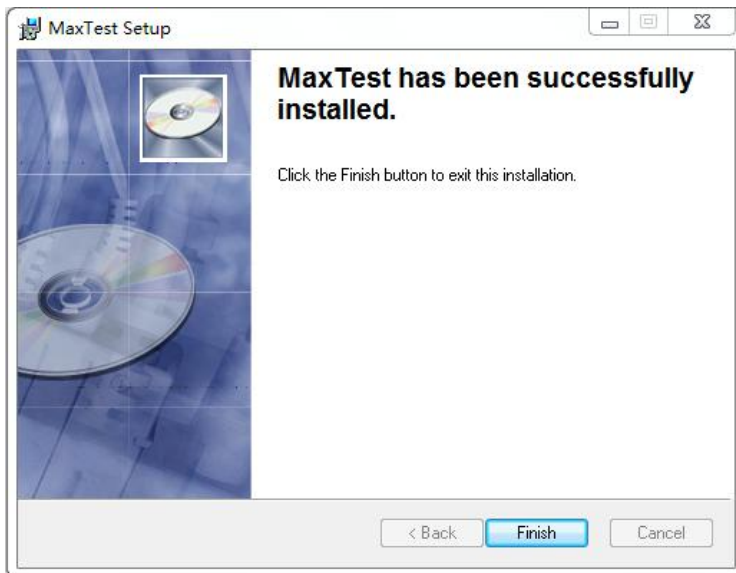 MaxTest Setup
MaxTest has been successfully
installed.
Click the Finish button to exit this installation.
< Back Finish Cancel